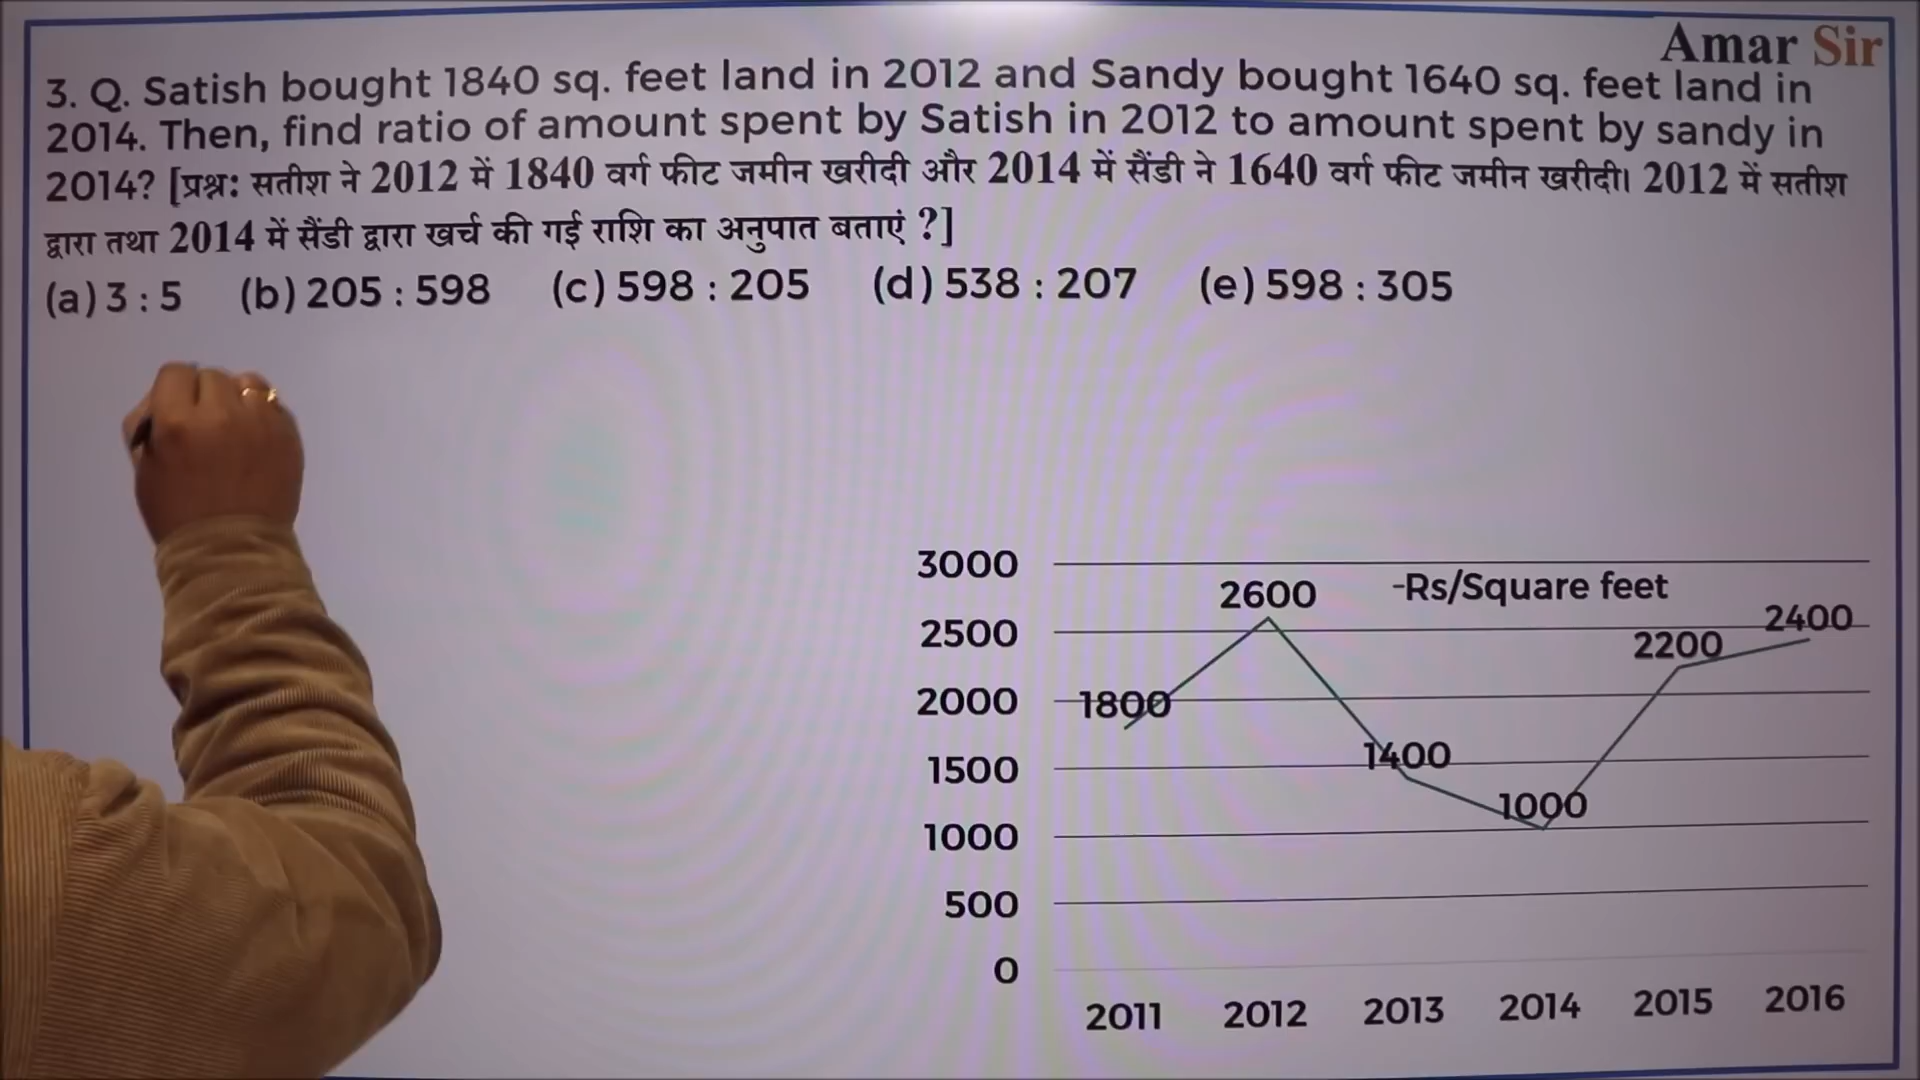 Amar Sir
3. Q. Satish bought 1840 sq. feet land in 2012 and Sandy bought 1640 sq. feet land in
2014. Then, find ratio of amount spent by Satish in 2012 to amount spent by sandy in
2014? [प्रश्न: सतीश ने 2012 में 1840 वर्ग फीट जमीन खरीदी और 2014 में सैंडी ने 1640 वर्ग फीट जमीन खरीदी। 2012 में सतीश
द्वारा तथा 2014 में सैंडी द्वारा खर्च की गई राशि का अनुपात बताएं ?]
(a) 3 : 5 (b) 205 : 598 (c) 598 : 205 (d) 538 : 207 (e) 598 : 305
3000
-Rs/Square feet
2600
2400
2500
2200
2000
1800
1500
1400
1000
1000
500
0
2011 2012 2013 2014 2015 2016